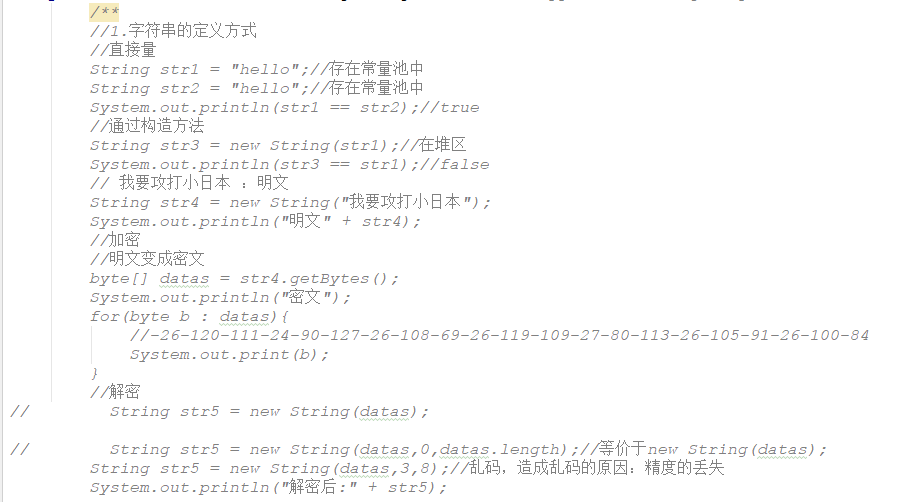 /**
//1.字符串的定义方式
//直接量
String str1 = "hello";//存在常量池中
String str2 = "hello";//存在常量池中
System.out.println(str1 == str2);//true
//通过构造方法
String str3 = new String(str1);//在堆区
System.out.println(str3 == str1);//false
// 我要攻打小日本 : 明文
String str4 = new String("我要攻打小日本");
System.out.println("明文" + str4);
//加密
//明文变成密文
byte[] datas = str4.getBytes();
System.out.println("密文");
for(byte b : datas){
//-26-120-111-24-90-127-26-108-69-26-119-109-27-80-113-26-105-91-26-100-84
System.out.print(b);
}
//解密
// String str5 = new String(datas);
// String str5 = new String(datas,0,datas.length);//等价于new String(datas);
String str5 = new String(datas,3,8);//乱码，造成乱码的原因：精度的丢失
System.out.println("解密后:" + str5);